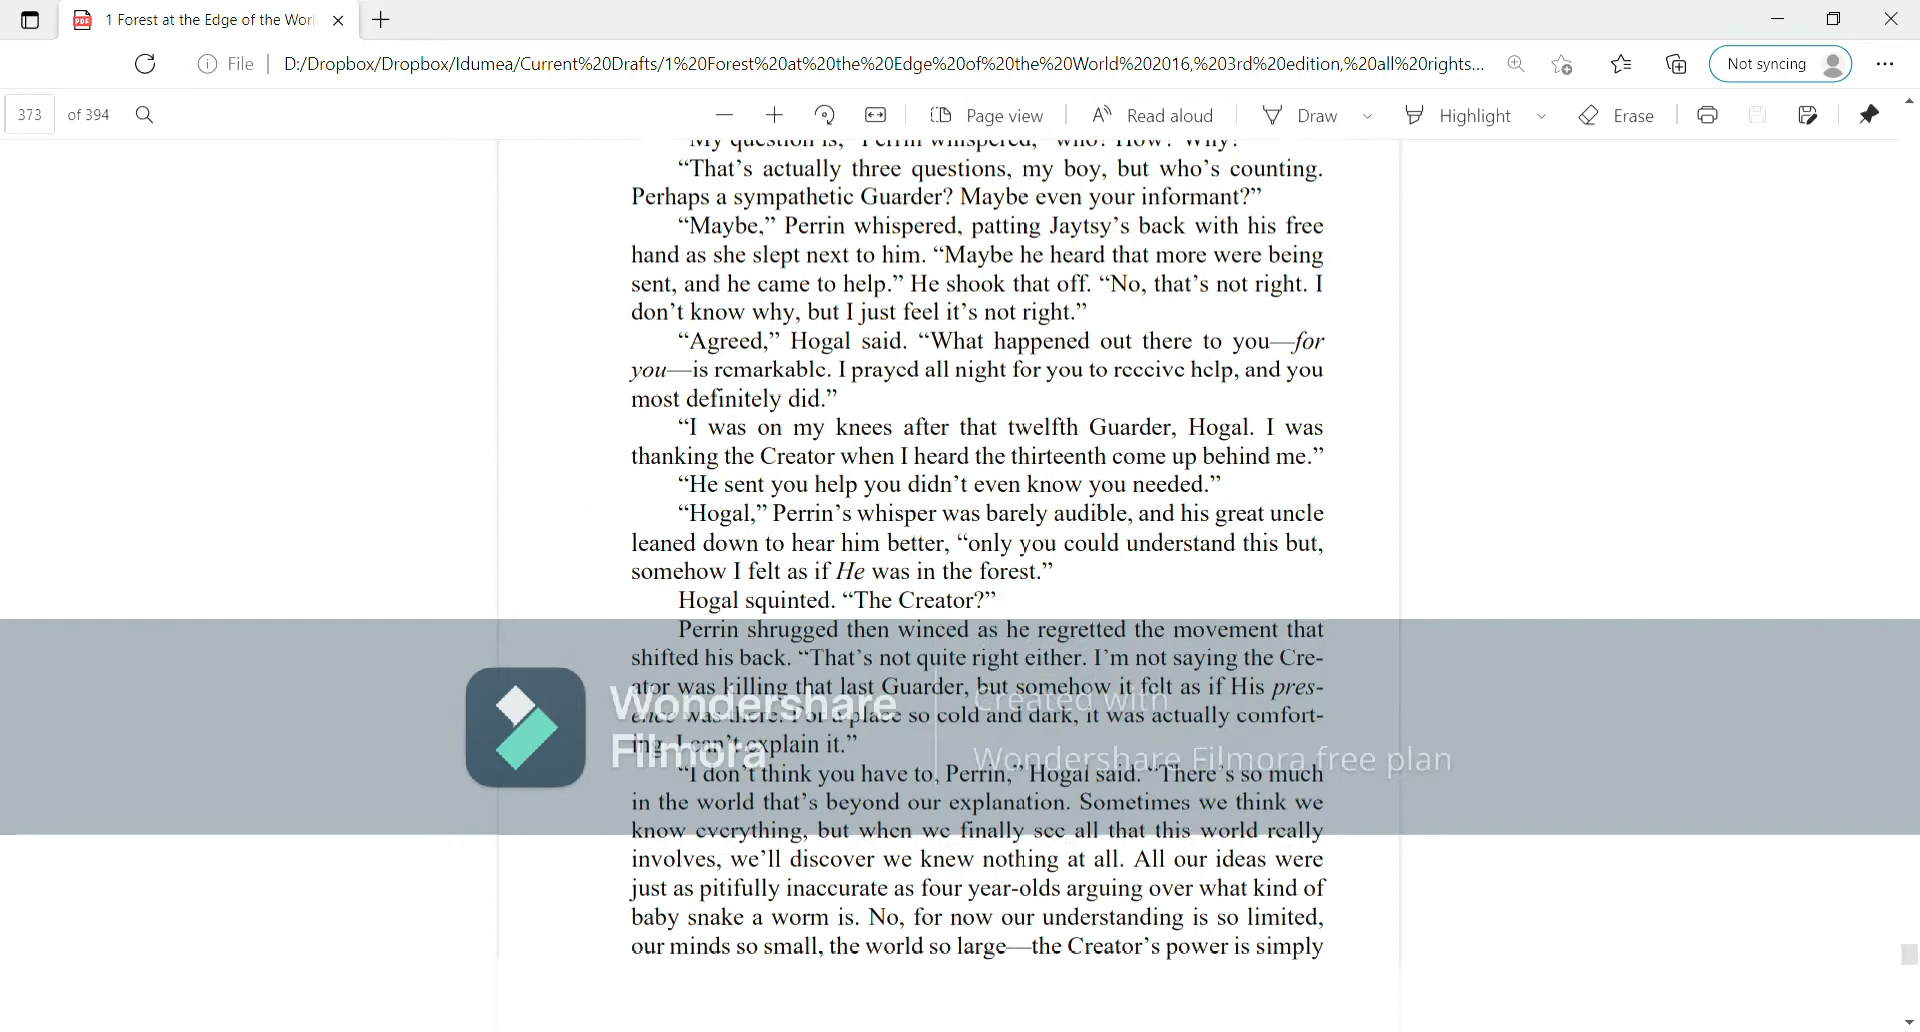 1 Forest at the Edge of the Worl
File
D:/Dropbox/Dropbox/Idumea/Current%20Drafts/1%20Forest%20at%20the%20Edge%20of%20the%20World%202016,%203rd%20edition,%20all%20rights...
Not syncing
373 of 394
Page view
Read aloud
Draw
Highlight
Erase
“My question is,” Perrin whispered, “who? How? Why?”
“That’s actually three questions, my boy, but who’s counting.
Perhaps a sympathetic Guarder? Maybe even your informant?”
“Maybe,” Perrin whispered, patting Jaytsy’s back with his free
hand as she slept next to him. “Maybe he heard that more were being
sent, and he came to help.” He shook that off. “No, that’s not right. I
don’t know why, but I just feel it’s not right.”
“Agreed,” Hogal said. “What happened out there to you—for
you—is remarkable. I prayed all night for you to receive help, and you
most definitely did.”
“I was on my knees after that twelfth Guarder, Hogal. I was
thanking the Creator when I heard the thirteenth come up behind me.”
“He sent you help you didn’t even know you needed.”
“Hogal,” Perrin’s whisper was barely audible, and his great uncle
leaned down to hear him better, “only you could understand this but,
somehow I felt as if He was in the forest.”
Hogal squinted. “The Creator?”
Perrin shrugged then winced as he regretted the movement that
shifted his back. “That’s not quite right either. I’m not saying the Cre-
ator was killing that last Guarder, but somehow it felt as if His pres-
ence was there. For a place so cold and dark, it was actually comfort-
ing. I can’t explain it.”
“I don’t think you have to, Perrin,” Hogal said. “There’s so much
in the world that’s beyond our explanation. Sometimes we think we
know everything, but when we finally see all that this world really
involves, we’ll discover we knew nothing at all. All our ideas were
just as pitifully inaccurate as four year-olds arguing over what kind of
baby snake a worm is. No, for now our understanding is so limited,
our minds so small, the world so large—the Creator’s power is simply
Wondershare
Filmora
Created with
Wondershare Filmora free plan